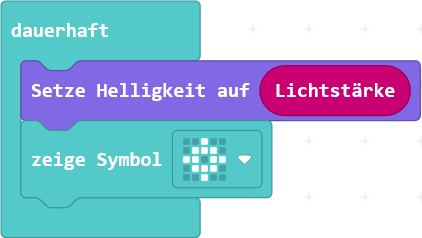 dauerhaft
Setze Helligkeit auf Lichtstärke
zeige Symbol